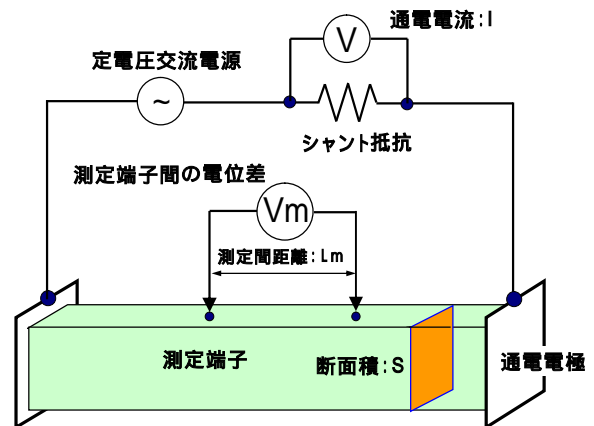 通電電流:I
V
定電圧交流電源
~
シャント抵抗
測定端子間の電位差
Vm
測定間距離:Lm
測定端子
断面積:S
通電電極